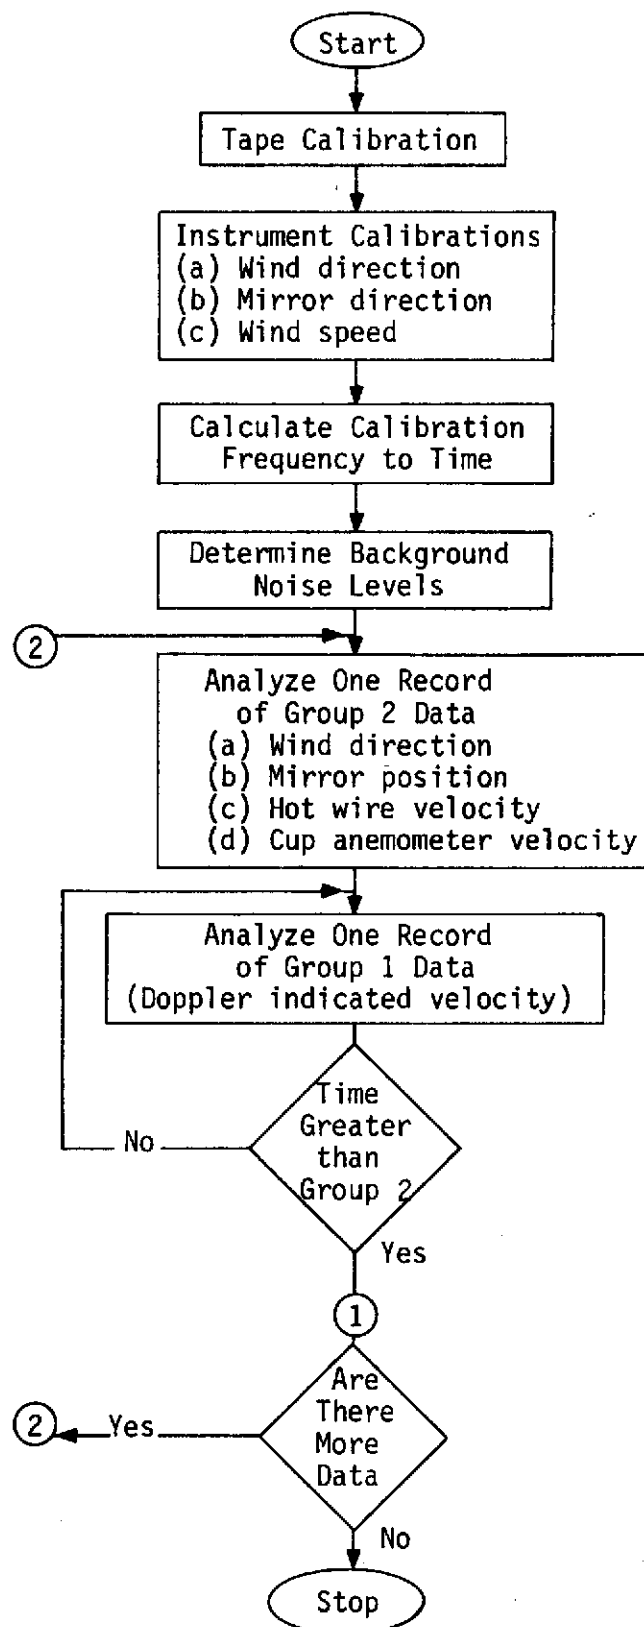 Start
Tape Calibration
Instrument Calibrations
(a) Wind direction
(b) Mirror direction
(c) Wind speed
Calculate Calibration
Frequency to Time
Determine Background
Noise Levels
2
Analyze One Record
of Group 2 Data
(a) Wind direction
(b) Mirror position
(c) Hot wire velocity
(d) Cup anemometer velocity
Analyze One Record
of Group 1 Data
(Doppler indicated velocity)
Time
Greater
than
Group 2
No
Yes
1
Are
There
More
Data
2
Yes
No
Stop